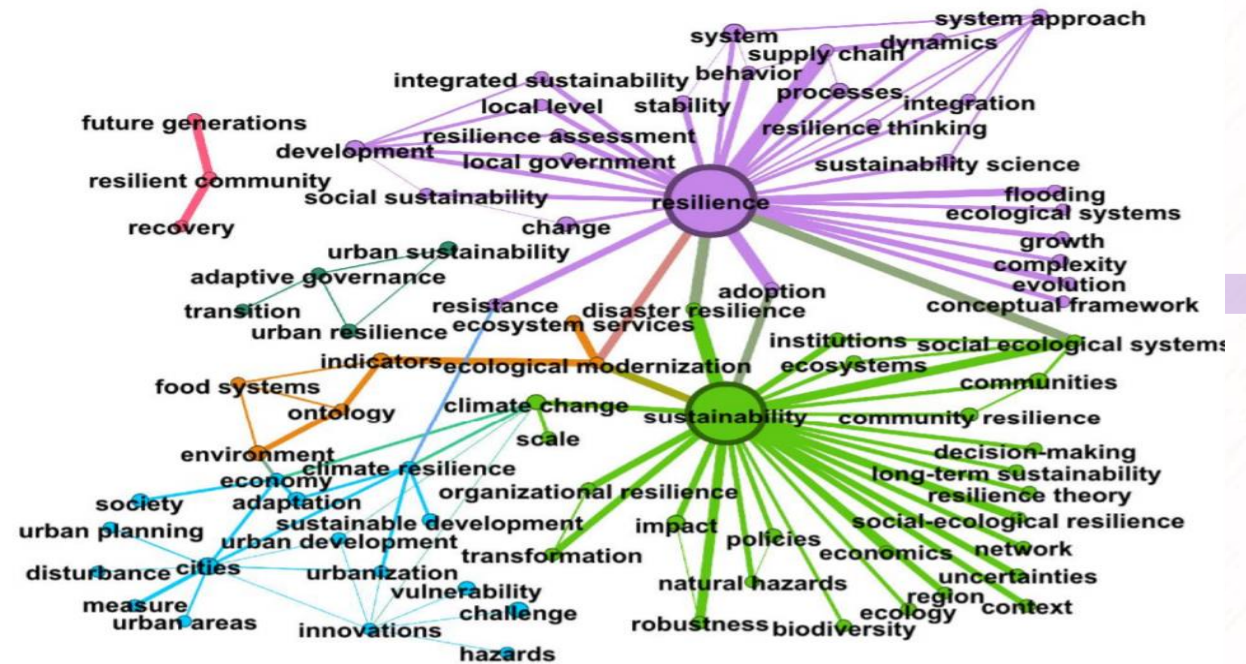 system approach
system
dynamics
supply chain
behavior
integrated sustainability
processes
integration
local level
stability
future generations
resilience assessment
resilience thinking
development
local government
sustainability science
resilient community
social sustainability
resilience
flooding
ecological systems
recovery
change
growth
urban sustainability
complexity
adaptive governance
evolution
adoption
conceptual framework
resistance
transition
disaster resilience
urban resilience
ecosystem services
institutions
social ecological systems
indicators
ecological modernization
ecosystems
food systems
communities
ontology
climate change
sustainability
community resilience
scale
environment
decision-making
climate resilience
long-term sustainability
economy
organizational resilience
resilience theory
society
adaptation
sustainable development
impact
social-ecological resilience
urban planning
urban development
policies
economics
network
transformation
disturbance
cities
urbanization
natural hazards
uncertainties
vulnerability
region
measure
challenge
ecology
context
urban areas
innovations
robustness
biodiversity
hazards